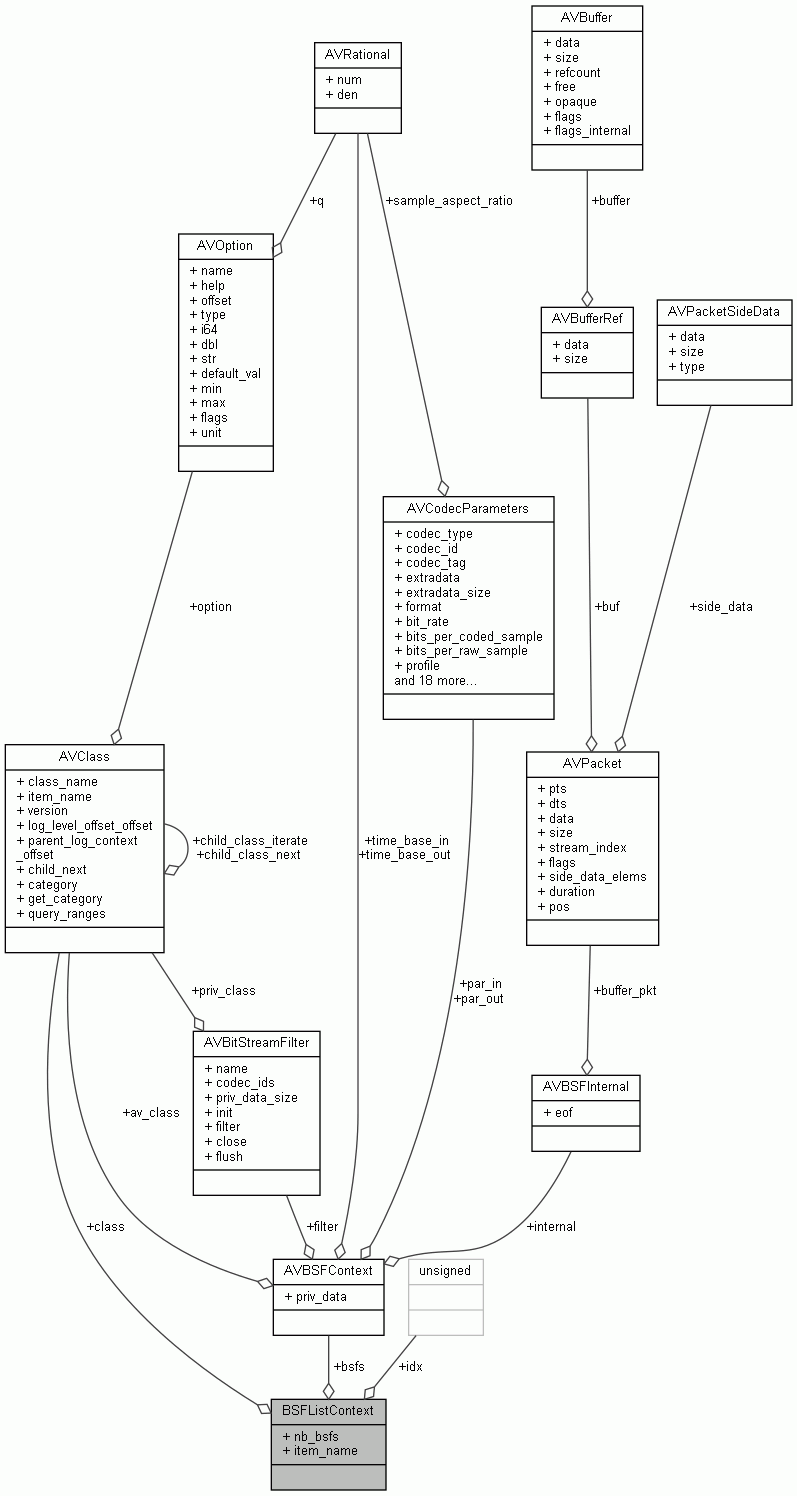 AVBuffer
+ data
+ size
+ refcount
+ free
+ opaque
+ flags
+ flags_internal
AVRational
+ num
+ den
+buffer
+q
+sample_aspect_ratio
AVOption
+ name
+ help
+ offset
+ type
+ i64
+ dbl
+ str
+ default_val
+ min
+ max
+ flags
+ unit
AVBufferRef
+ data
+ size
AVPacketSideData
+ data
+ size
+ type
AVCodecParameters
+ codec_type
+ codec_id
+ codec_tag
+ extradata
+ extradata_size
+ format
+ bit_rate
+ bits_per_coded_sample
+ bits_per_raw_sample
+ profile
and 18 more...
+option
+buf
+side_data
AVClass
+ class_name
+ item_name
+ version
+ log_level_offset_offset
+ parent_log_context
_offset
+ child_next
+ category
+ get_category
+ query_ranges
+child_class_iterate
+child_class_next
+time_base_in
+time_base_out
AVPacket
+ pts
+ dts
+ data
+ size
+ stream_index
+ flags
+ side_data_elems
+ duration
+ pos
+priv_class
+par_in
+par_out
+buffer_pkt
AVBitStreamFilter
+ name
+ codec_ids
+ priv_data_size
+ init
+ filter
+ close
+ flush
AVBSFInternal
+ eof
+av_class
+class
+filter
+internal
AVBSFContext
+ priv_data
unsigned
+bsfs
+idx
BSFListContext
+ nb_bsfs
+ item_name